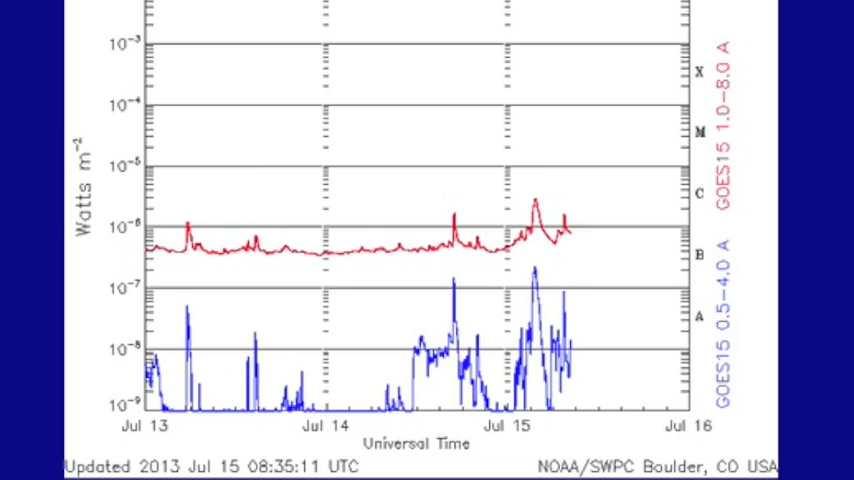 10⁻³
10⁻⁴
10⁻⁵
10⁻⁶
10⁻⁷
10⁻⁸
10⁻⁹
Watts m⁻²
X
M
C
B
A
GOES15 1.0–8.0 A
GOES15 0.5–4.0 A
Jul 13 Jul 14 Jul 15 Jul 16
Universal Time
Updated 2013 Jul 15 08:35:11 UTC NOAA/SWPC Boulder, CO USA